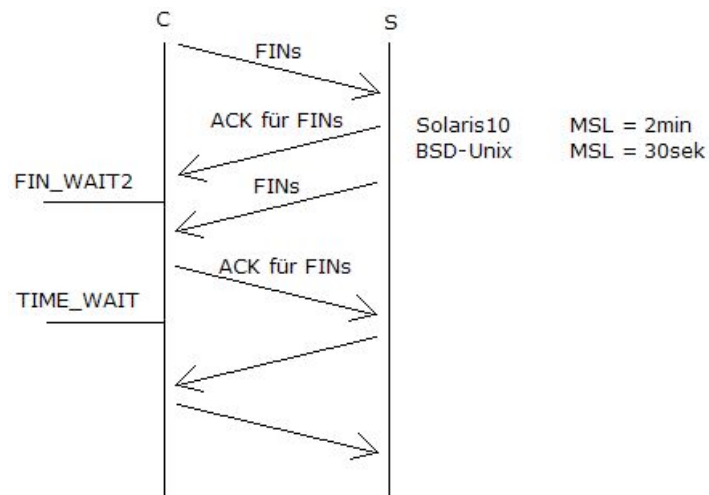 C
S
FINs
ACK für FINs
Solaris10 MSL = 2min
BSD-Unix MSL = 30sek
FIN_WAIT2
FINs
ACK für FINs
TIME_WAIT